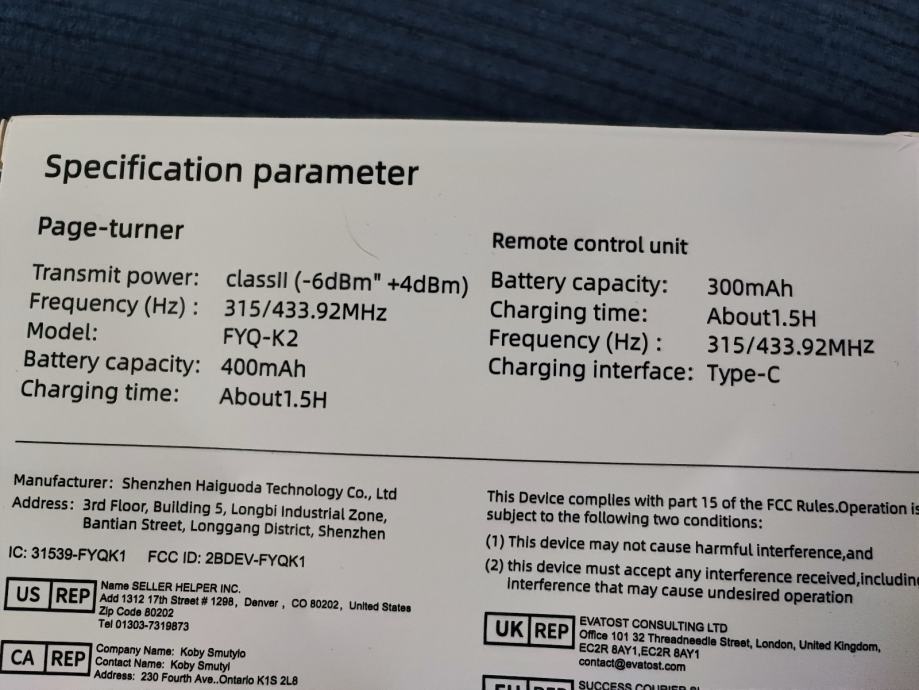 Specification parameter
Page-turner
Transmit power: classII (-6dBm" +4dBm)
Frequency (Hz) : 315/433.92MHz
Model: FYQ-K2
Battery capacity: 400mAh
Charging time: About1.5H
Remote control unit
Battery capacity: 300mAh
Charging time: About1.5H
Frequency (Hz) : 315/433.92MHz
Charging interface: Type-C
Manufacturer: Shenzhen Haiguoda Technology Co., Ltd
Address: 3rd Floor, Building 5, Longbi Industrial Zone,
Bantian Street, Longgang District, Shenzhen
IC: 31539-FYQK1 FCC ID: 2BDEV-FYQK1
US REP
Name SELLER HELPER INC.
Add 1312 17th Street # 1298, Denver , CO 80202, United States
Zip Code 80202
Tel 01303-7319873
CA REP
Company Name: Koby Smutylo
Contact Name: Koby Smutyl
Address: 230 Fourth Ave..Ontario K1S 2L8
This Device complies with part 15 of the FCC Rules.Operation is
subject to the following two conditions:
(1) This device may not cause harmful interference,and
(2) this device must accept any interference received,includin
interference that may cause undesired operation
UK REP
EVATOST CONSULTING LTD
Office 101 32 Threadneedle Street, London, United Kingdom,
EC2R 8AY1,EC2R 8AY1
contact@evatost.com
SUCCESS COURIER